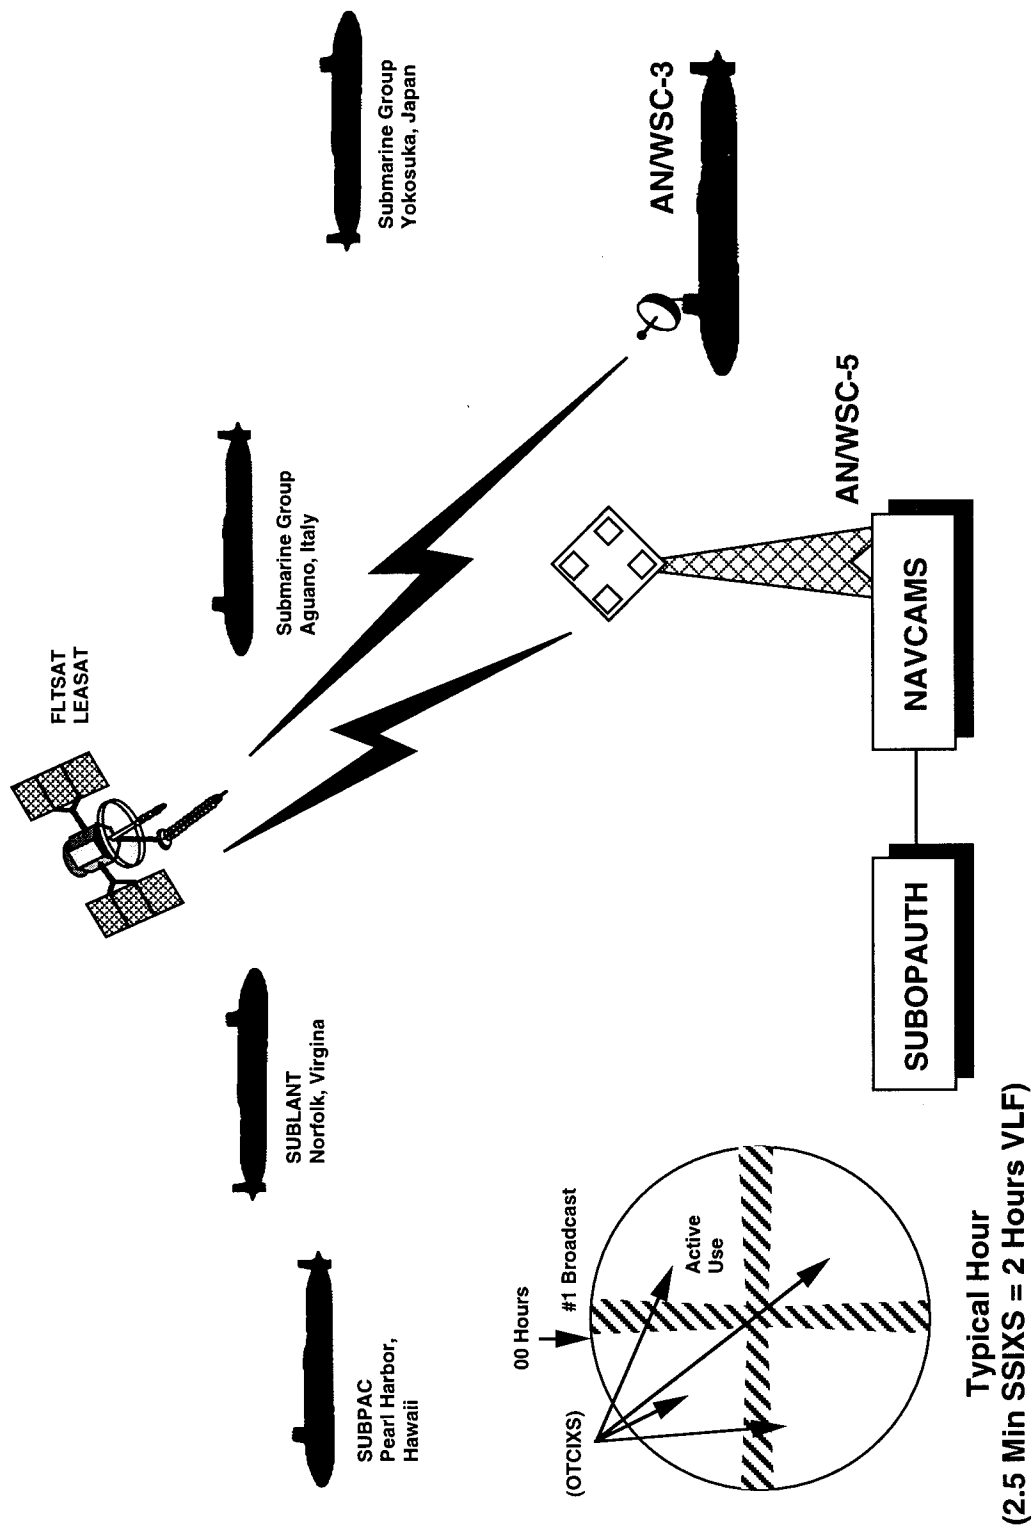 FLTSAT
LEASAT
SUBPAC
Pearl Harbor,
Hawaii
SUBLANT
Norfolk, Virgina
Submarine Group
Aguano, Italy
Submarine Group
Yokosuka, Japan
AN/WSC-3
AN/WSC-5
NAVCAMS
SUBOPAUTH
00 Hours
#1 Broadcast
(OTCIXS)
Active
Use
Typical Hour
(2.5 Min SSIXS = 2 Hours VLF)